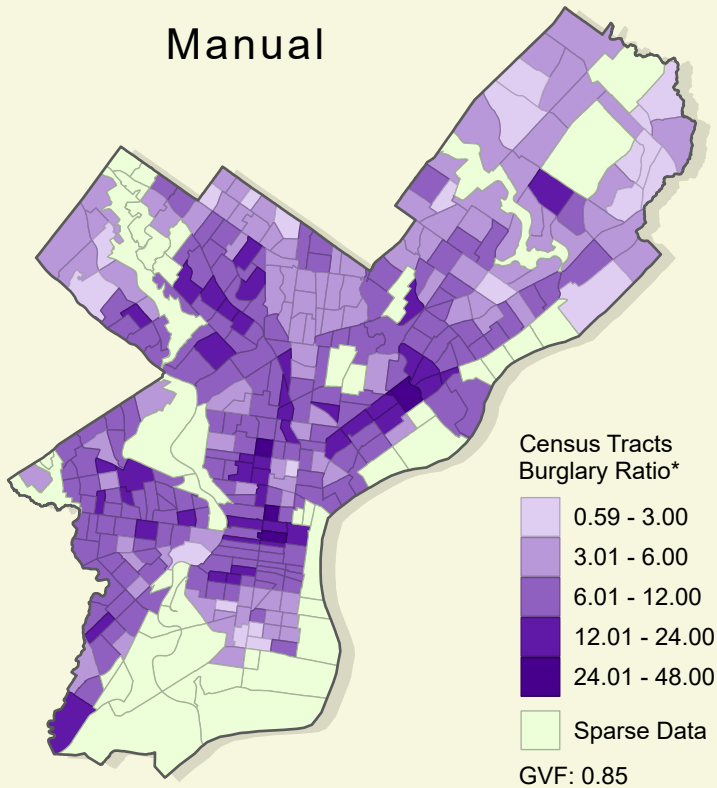 Manual
Census Tracts
Burglary Ratio*
0.59 - 3.00
3.01 - 6.00
6.01 - 12.00
12.01 - 24.00
24.01 - 48.00
Sparse Data
GVF: 0.85